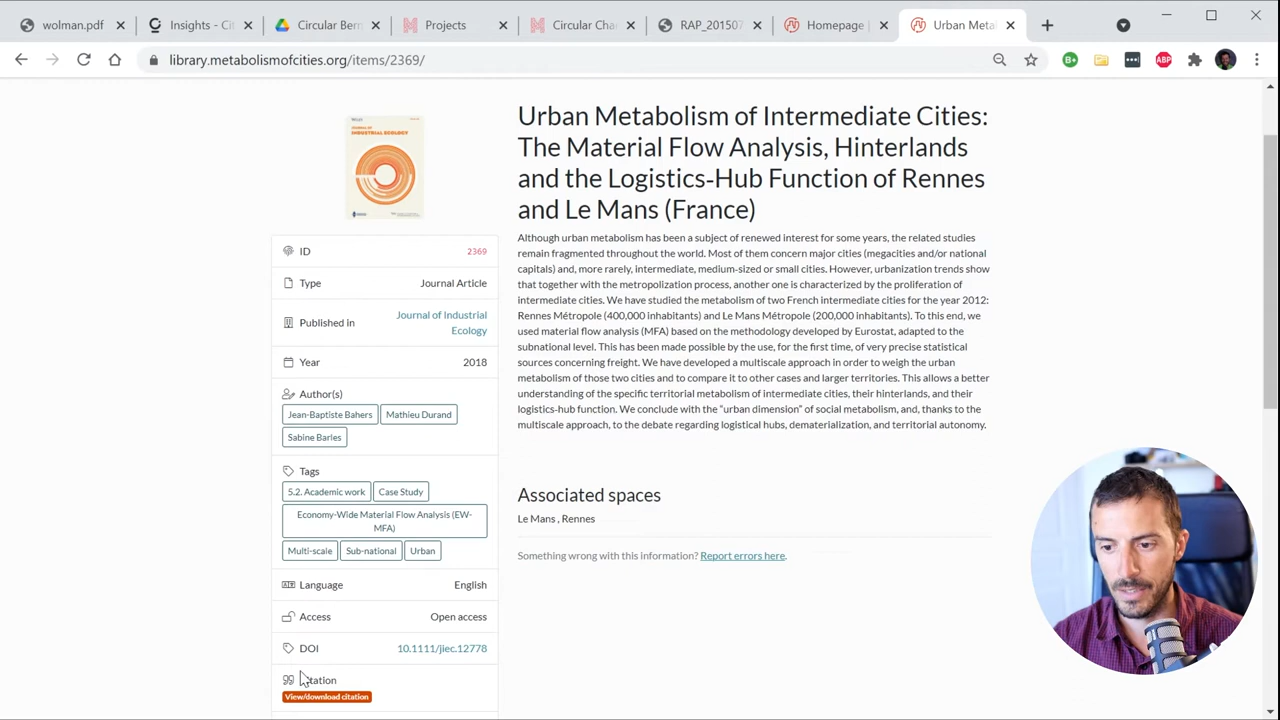 wolman.pdf
Insights - Cit
Circular Bern
Projects
Circular Cha
RAP_201507
Homepage |
Urban Metal
library.metabolismofcities.org/items/2369/
B+
ABP
JOURNAL OF
INDUSTRIAL ECOLOGY
Urban Metabolism of Intermediate Cities:
The Material Flow Analysis, Hinterlands
and the Logistics-Hub Function of Rennes
and Le Mans (France)
Although urban metabolism has been a subject of renewed interest for some years, the related studies
remain fragmented throughout the world. Most of them concern major cities (megacities and/or national
capitals) and, more rarely, intermediate, medium-sized or small cities. However, urbanization trends show
that together with the metropolization process, another one is characterized by the proliferation of
intermediate cities. We have studied the metabolism of two French intermediate cities for the year 2012:
Rennes Métropole (400,000 inhabitants) and Le Mans Métropole (200,000 inhabitants). To this end, we
used material flow analysis (MFA) based on the methodology developed by Eurostat, adapted to the
subnational level. This has been made possible by the use, for the first time, of very precise statistical
sources concerning freight. We have developed a multiscale approach in order to weigh the urban
metabolism of those two cities and to compare it to other cases and larger territories. This allows a better
understanding of the specific territorial metabolism of intermediate cities, their hinterlands, and their
logistics-hub function. We conclude with the "urban dimension" of social metabolism, and, thanks to the
multiscale approach, to the debate regarding logistical hubs, dematerialization, and territorial autonomy.
ID 2369
Type Journal Article
Published in Journal of Industrial
Ecology
Year 2018
Author(s)
Jean-Baptiste Bahers Mathieu Durand
Sabine Barles
Tags
5.2. Academic work Case Study
Economy-Wide Material Flow Analysis (EW-
MFA)
Multi-scale Sub-national Urban
Language English
Access Open access
DOI 10.1111/jiec.12778
Citation
View/download citation
Associated spaces
Le Mans , Rennes
Something wrong with this information? Report errors here.